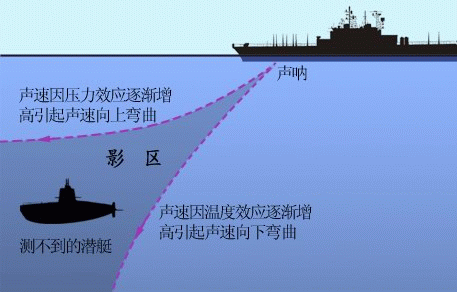 声呐
声速因压力效应逐渐增
高引起声速向上弯曲
影 区
声速因温度效应逐渐增
高引起声速向下弯曲
测不到的潜艇